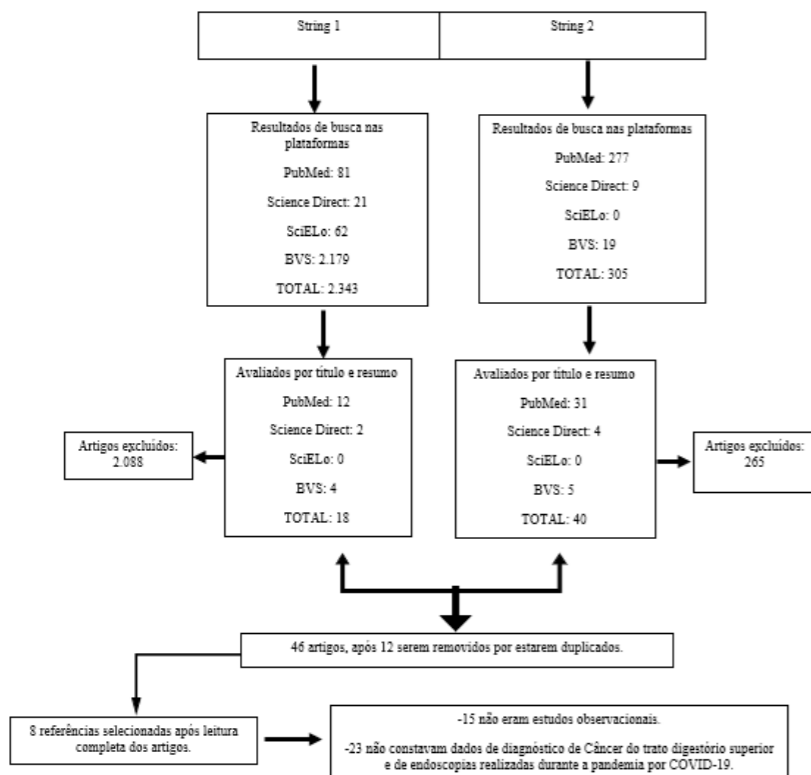 String 1
String 2
Resultados de busca nas
plataformas
PubMed: 81
Science Direct: 21
SciELo: 62
BVS: 2.179
TOTAL: 2.343
Resultados de busca nas plataformas
PubMed: 277
Science Direct: 9
SciELo: 0
BVS: 19
TOTAL: 305
Avaliados por título e resumo
PubMed: 12
Science Direct: 2
SciELo: 0
BVS: 4
TOTAL: 18
Avaliados por título e resumo
PubMed: 31
Science Direct: 4
SciELo: 0
BVS: 5
TOTAL: 40
Artigos excluídos:
2.088
Artigos excluídos:
265
46 artigos, após 12 serem removidos por estarem duplicados.
8 referências selecionadas após leitura
completa dos artigos.
-15 não eram estudos observacionais.
-23 não constavam dados de diagnóstico de Câncer do trato digestório superior
e de endoscopias realizadas durante a pandemia por COVID-19.